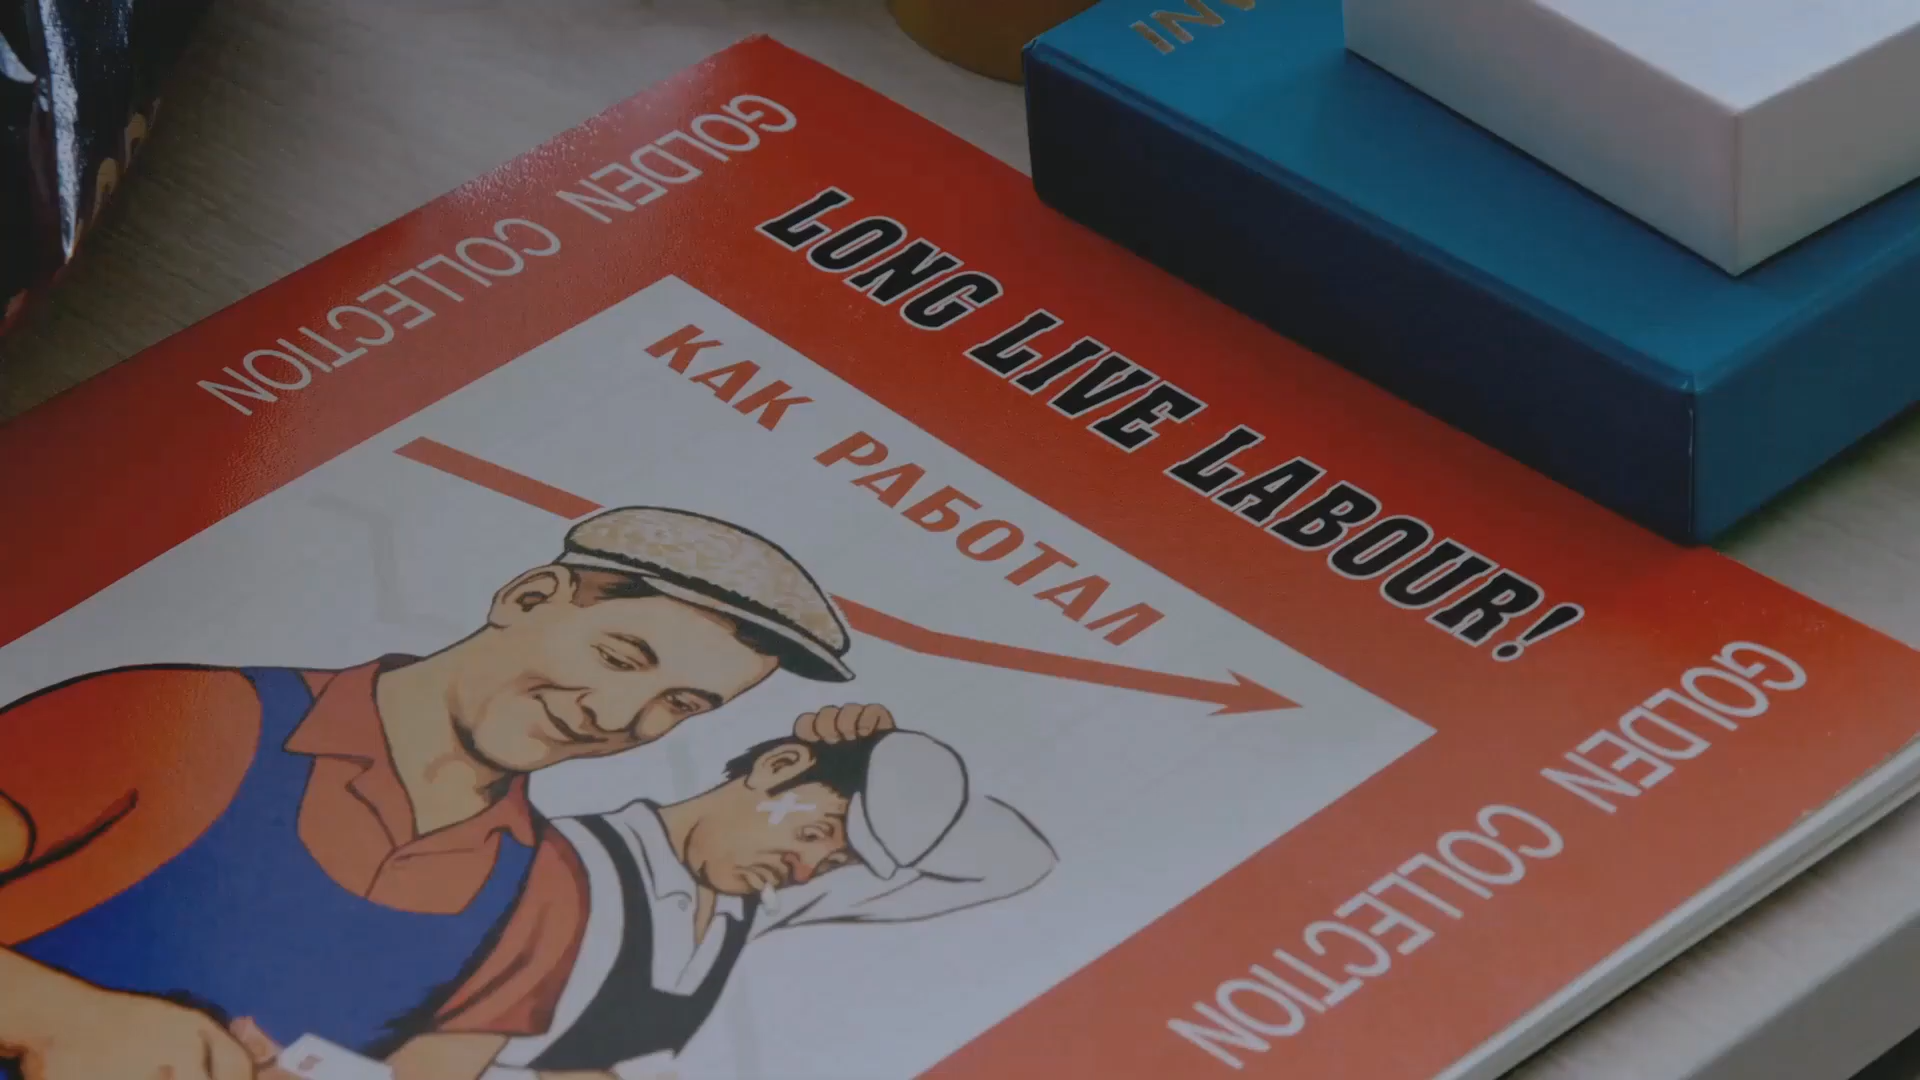 GOLDEN COLLECTION
LONG LIVE LABOUR!
КАК РАБОТАЛ
GOLDEN COLLECTION